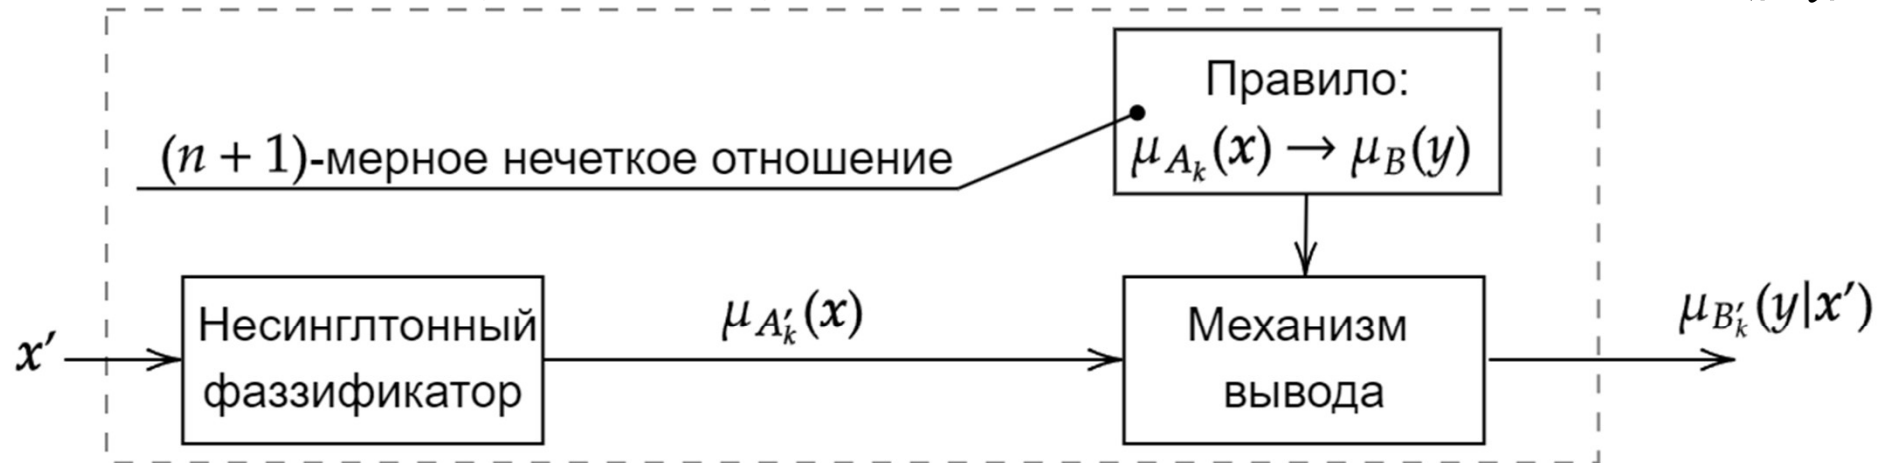 Правило:
μ_{A_k}(x) → μ_B(y)
(n + 1)-мерное нечеткое отношение
x′
Несинглтонный
фаззификатор
μ_{A′_k}(x)
Механизм
вывода
μ_{B′_k}(y|x′)